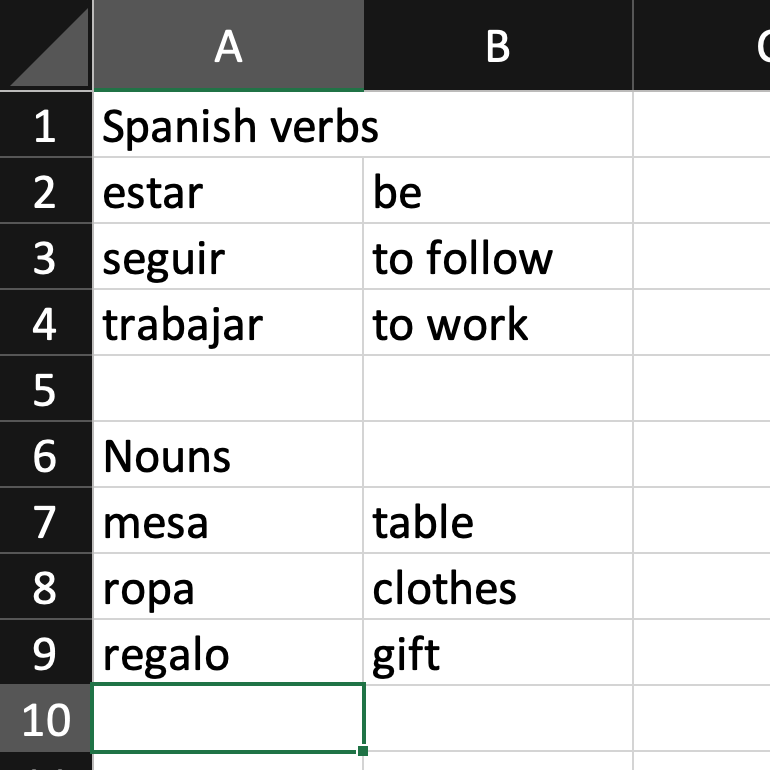 A B
1 Spanish verbs
2 estar be
3 seguir to follow
4 trabajar to work
5
6 Nouns
7 mesa table
8 ropa clothes
9 regalo gift
10